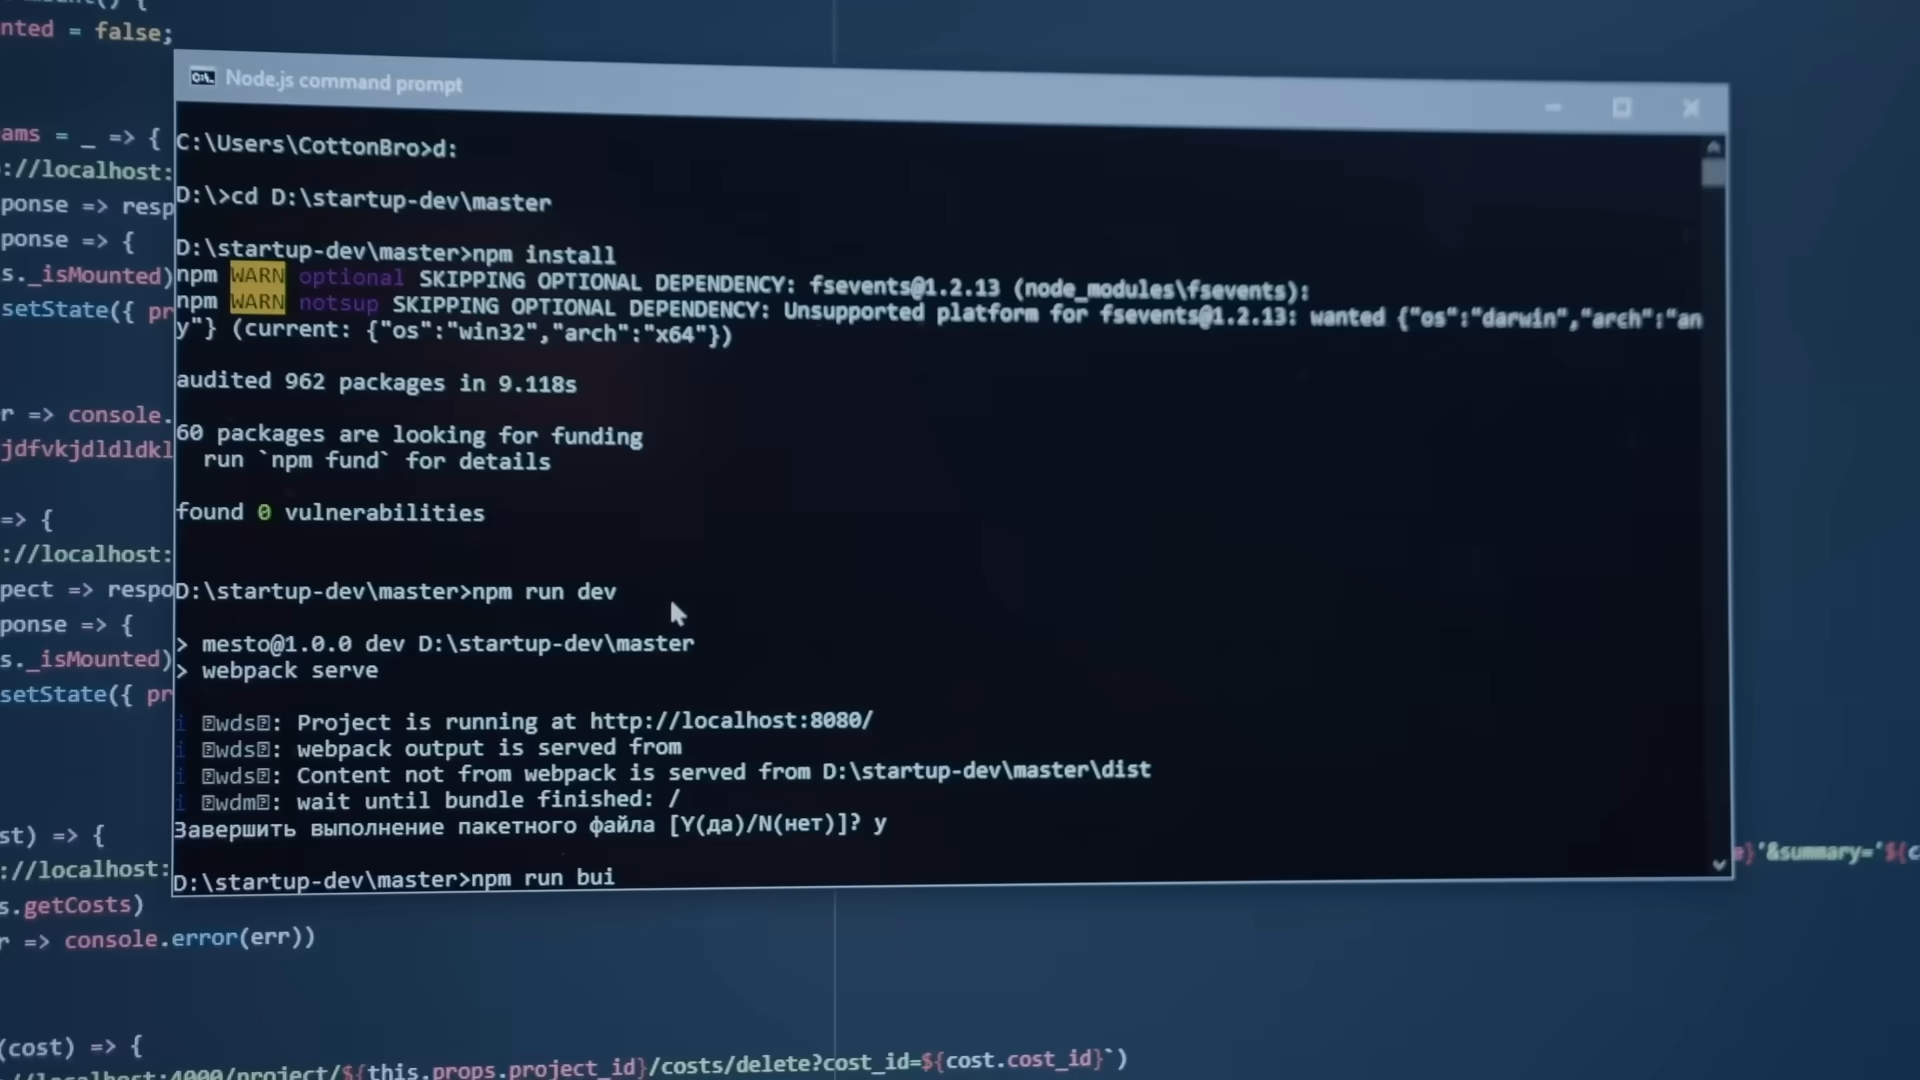 nted = false;
Node.js command prompt
ams = _ => {
C:\Users\CottonBro>d:
://localhost:
D:\>cd D:\startup-dev\master
ponse => resp
ponse => {
D:\startup-dev\master>npm install
s._isMounted)
npm WARN optional SKIPPING OPTIONAL DEPENDENCY: fsevents@1.2.13 (node_modules\fsevents):
setState({ pr
npm WARN notsup SKIPPING OPTIONAL DEPENDENCY: Unsupported platform for fsevents@1.2.13: wanted {"os":"darwin","arch":"an
y"} (current: {"os":"win32","arch":"x64"})
audited 962 packages in 9.118s
r => console.
60 packages are looking for funding
jdfvkjdldldkl
run `npm fund` for details
found 0 vulnerabilities
=> {
://localhost:
pect => respo
D:\startup-dev\master>npm run dev
ponse => {
> mesto@1.0.0 dev D:\startup-dev\master
s._isMounted)
> webpack serve
setState({ pr
i wds: Project is running at http://localhost:8080/
i wds: webpack output is served from
i wds: Content not from webpack is served from D:\startup-dev\master\dist
i wdm: wait until bundle finished: /
Завершить выполнение пакетного файла [Y(да)/N(нет)]? y
st) => {
}'&summary='${c
://localhost:
D:\startup-dev\master>npm run bui
s.getCosts)
r => console.error(err))
(cost) => {
://localhost:4000/project/${this.props.project_id}/costs/delete?cost_id=${cost.cost_id}`)